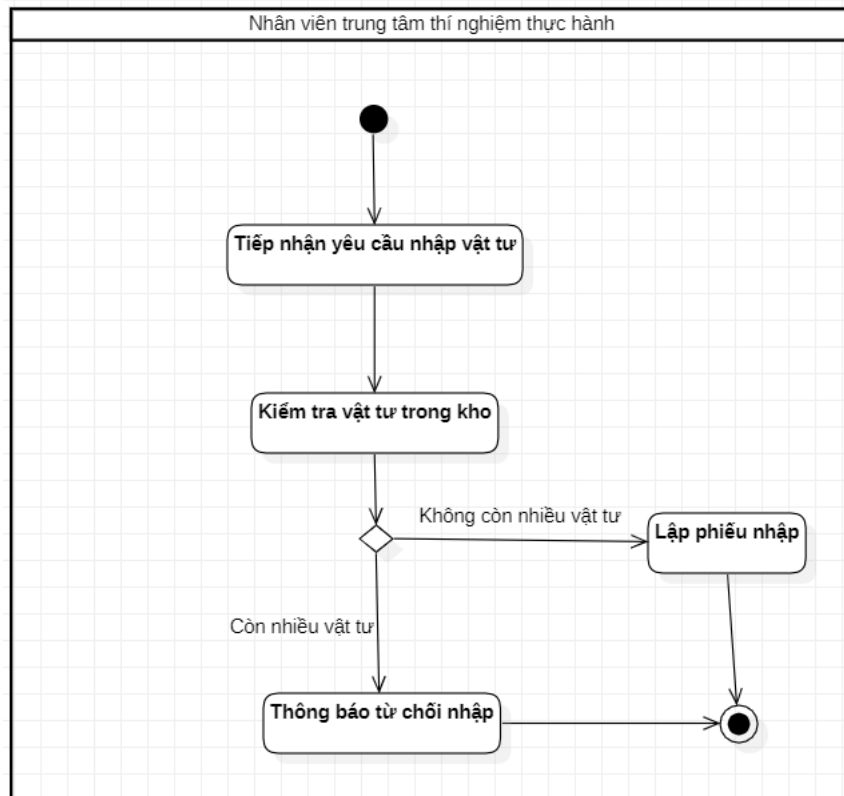 Nhân viên trung tâm thí nghiệm thực hành
Tiếp nhận yêu cầu nhập vật tư
Kiểm tra vật tư trong kho
Không còn nhiều vật tư
Lập phiếu nhập
Còn nhiều vật tư
Thông báo từ chối nhập